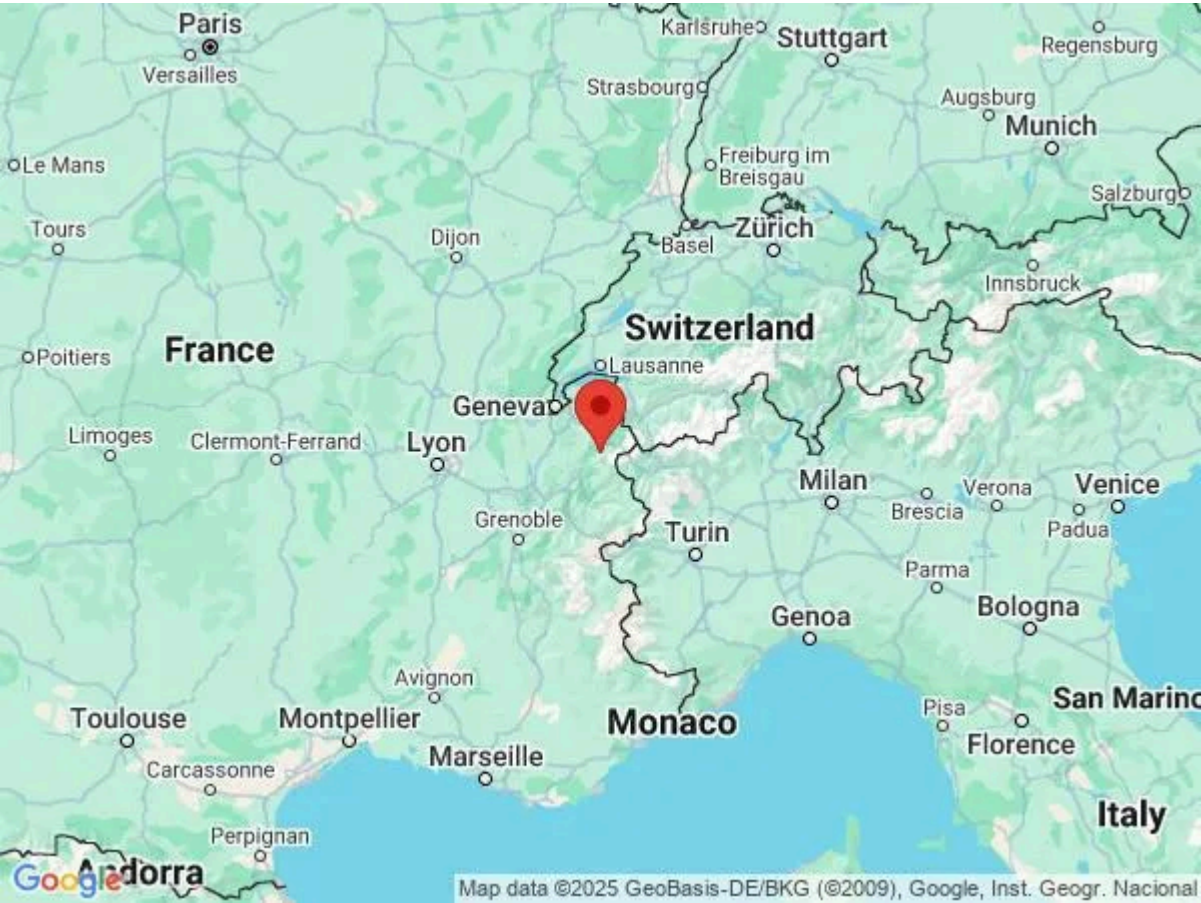 Paris
Versailles
Karlsruhe
Stuttgart
Regensburg
Strasbourg
Augsburg
Munich
Le Mans
Freiburg im
Breisgau
Salzburg
Tours
Dijon
Basel
Zürich
Innsbruck
Poitiers
France
Switzerland
Lausanne
Geneva
Limoges
Clermont-Ferrand
Lyon
Milan
Brescia
Verona
Venice
Padua
Grenoble
Turin
Parma
Genoa
Bologna
Avignon
Toulouse
Montpellier
Monaco
Pisa
San Marino
Florence
Marseille
Carcassonne
Italy
Perpignan
Andorra
Google
Map data ©2025 GeoBasis-DE/BKG (©2009), Google, Inst. Geogr. Nacional